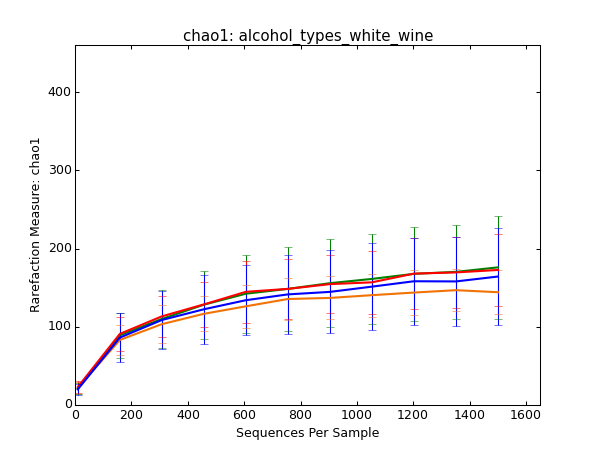 chao1: alcohol_types_white_wine
Rarefaction Measure: chao1
400
300
200
100
0
0 200 400 600 800 1000 1200 1400 1600
Sequences Per Sample